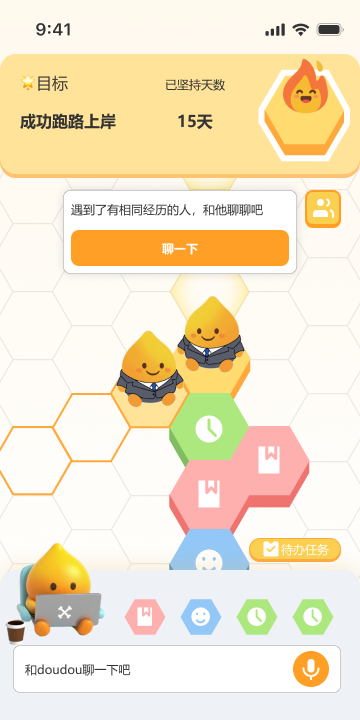 9:41
目标
已坚持天数
成功跑路上岸
15天
遇到了有相同经历的人，和他聊聊吧
聊一下
待办任务
和doudou聊一下吧